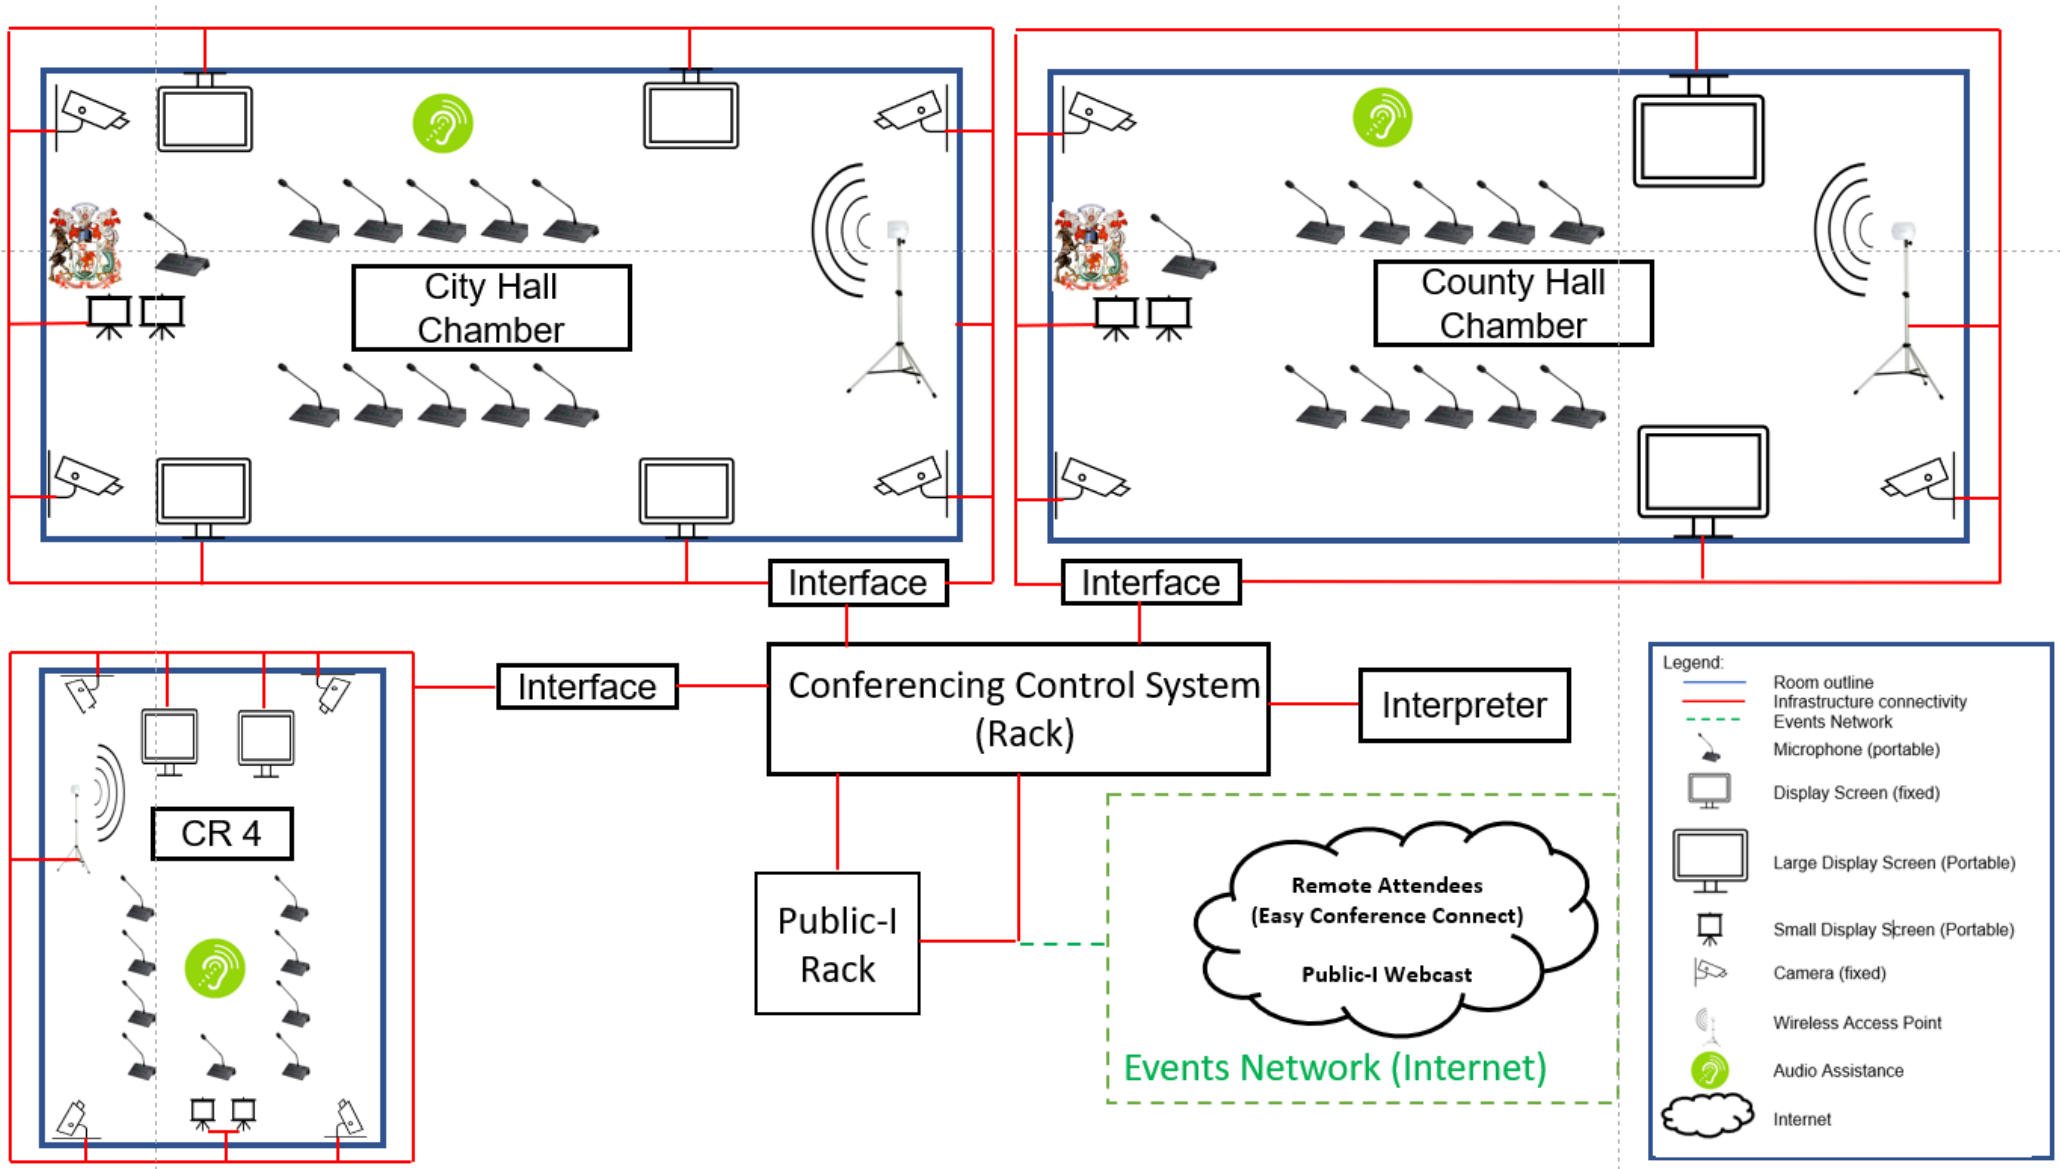 City Hall
Chamber
County Hall
Chamber
Interface
Interface
Interface
Conferencing Control System
(Rack)
Interpreter
CR 4
Public-I
Rack
Remote Attendees
(Easy Conference Connect)
Public-I Webcast
Events Network (Internet)
Legend:
Room outline
Infrastructure connectivity
Events Network
Microphone (portable)
Display Screen (fixed)
Large Display Screen (Portable)
Small Display Screen (Portable)
Camera (fixed)
Wireless Access Point
Audio Assistance
Internet